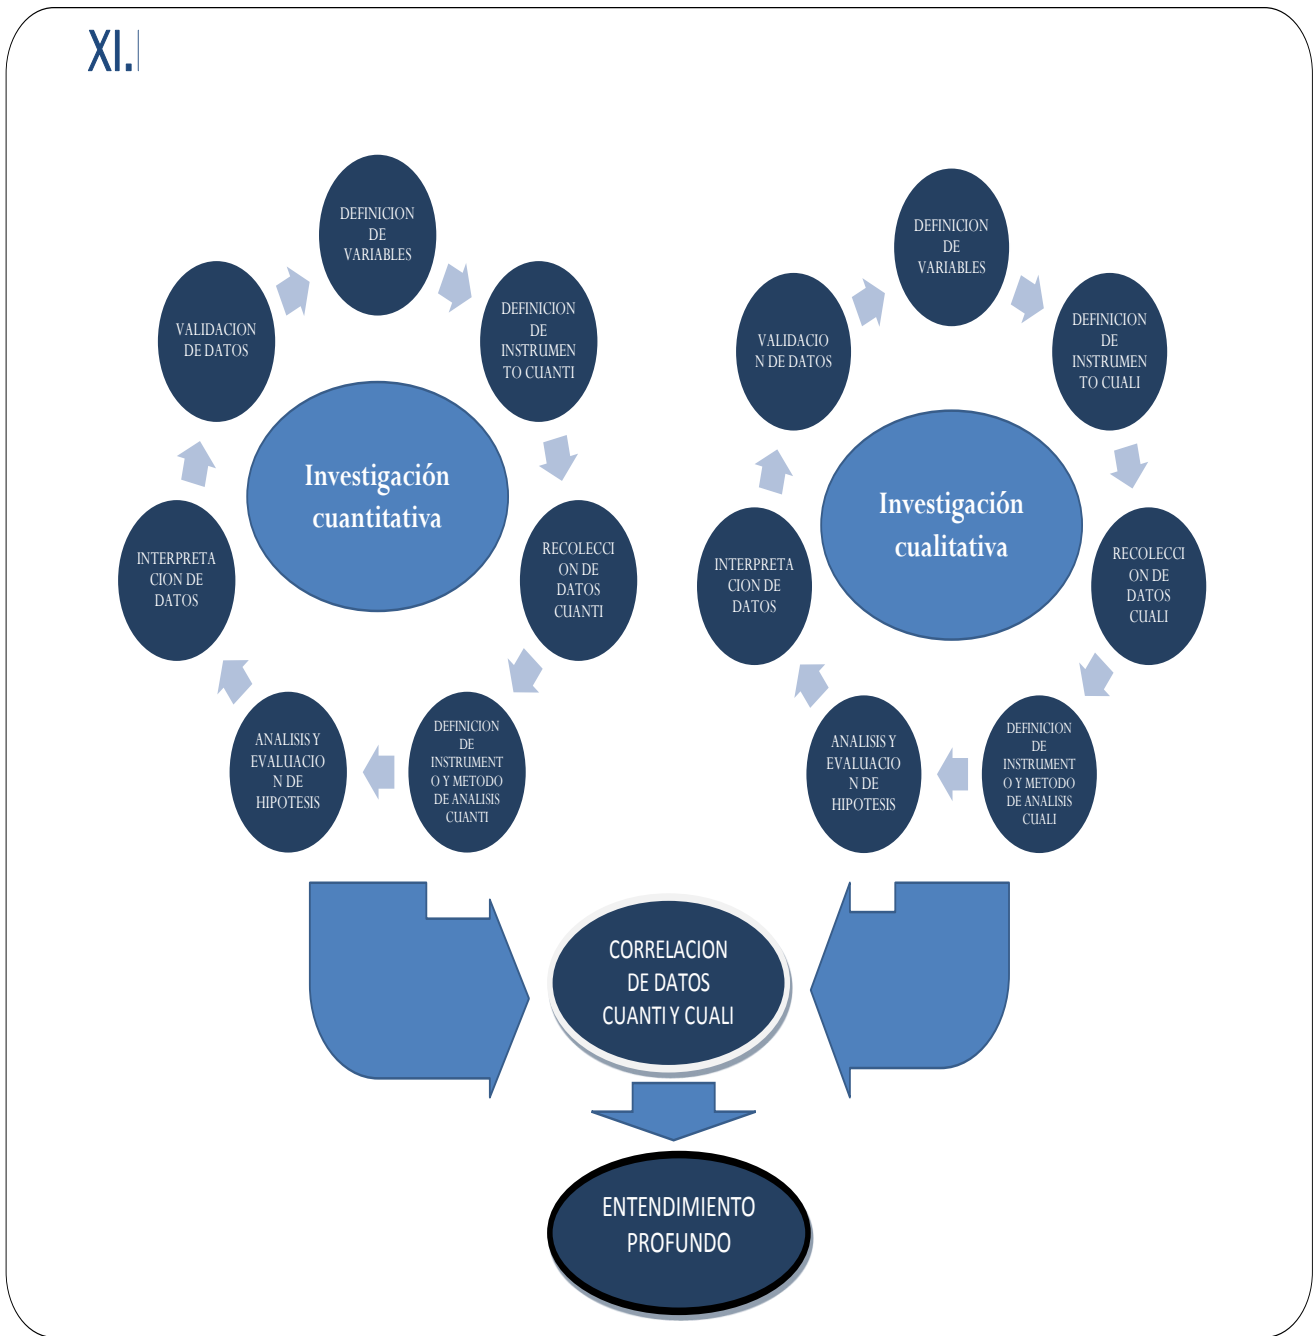 XI.
DEFINICION
DE
VARIABLES
DEFINICION
DE
INSTRUMEN
TO CUANTI
RECOLECCI
ON DE
DATOS
CUANTI
DEFINICION
DE
INSTRUMENT
O Y METODO
DE ANALISIS
CUANTI
ANALISIS Y
EVALUACIO
N DE
HIPOTESIS
INTERPRETA
CION DE
DATOS
VALIDACION
DE DATOS
Investigación
cuantitativa
DEFINICION
DE
VARIABLES
DEFINICION
DE
INSTRUMEN
TO CUALI
RECOLECCI
ON DE
DATOS
CUALI
DEFINICION
DE
INSTRUMENT
O Y METODO
DE ANALISIS
CUALI
ANALISIS Y
EVALUACIO
N DE
HIPOTESIS
INTERPRETA
CION DE
DATOS
VALIDACIO
N DE DATOS
Investigación
cualitativa
CORRELACION
DE DATOS
CUANTI Y CUALI
ENTENDIMIENTO
PROFUNDO